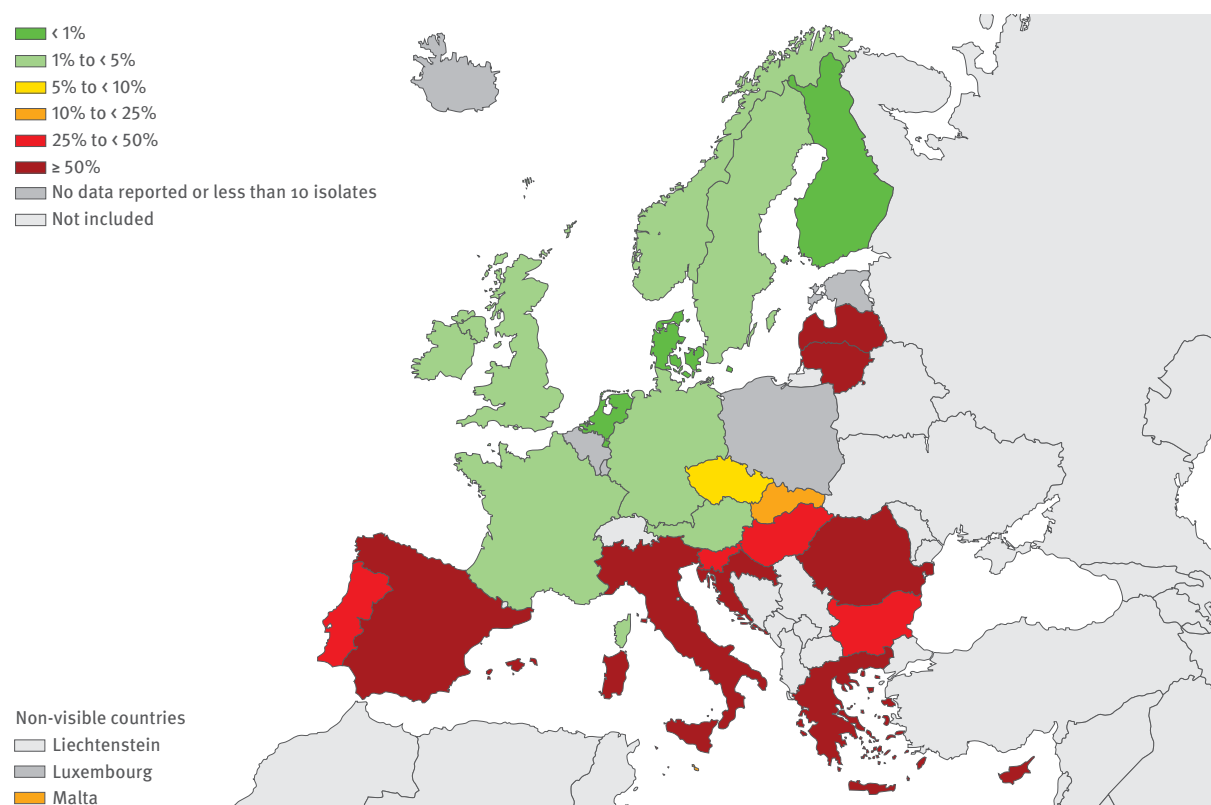 < 1%
1% to < 5%
5% to < 10%
10% to < 25%
25% to < 50%
≥ 50%
No data reported or less than 10 isolates
Not included
Non-visible countries
Liechtenstein
Luxembourg
Malta